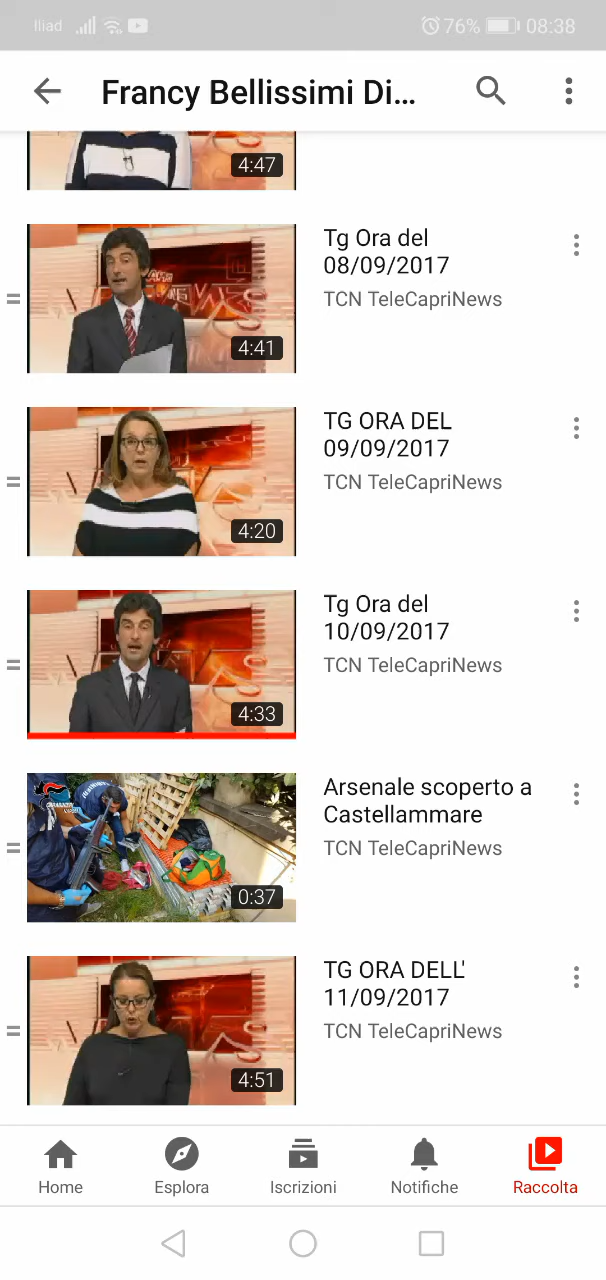 Iliad
76%
08:38
Francy Bellissimi Di...
4:47
Tg Ora del
08/09/2017
TCN TeleCapriNews
4:41
TG ORA DEL
09/09/2017
TCN TeleCapriNews
4:20
Tg Ora del
10/09/2017
TCN TeleCapriNews
4:33
Arsenale scoperto a
Castellammare
TCN TeleCapriNews
0:37
TG ORA DELL'
11/09/2017
TCN TeleCapriNews
4:51
Home
Esplora
Iscrizioni
Notifiche
Raccolta